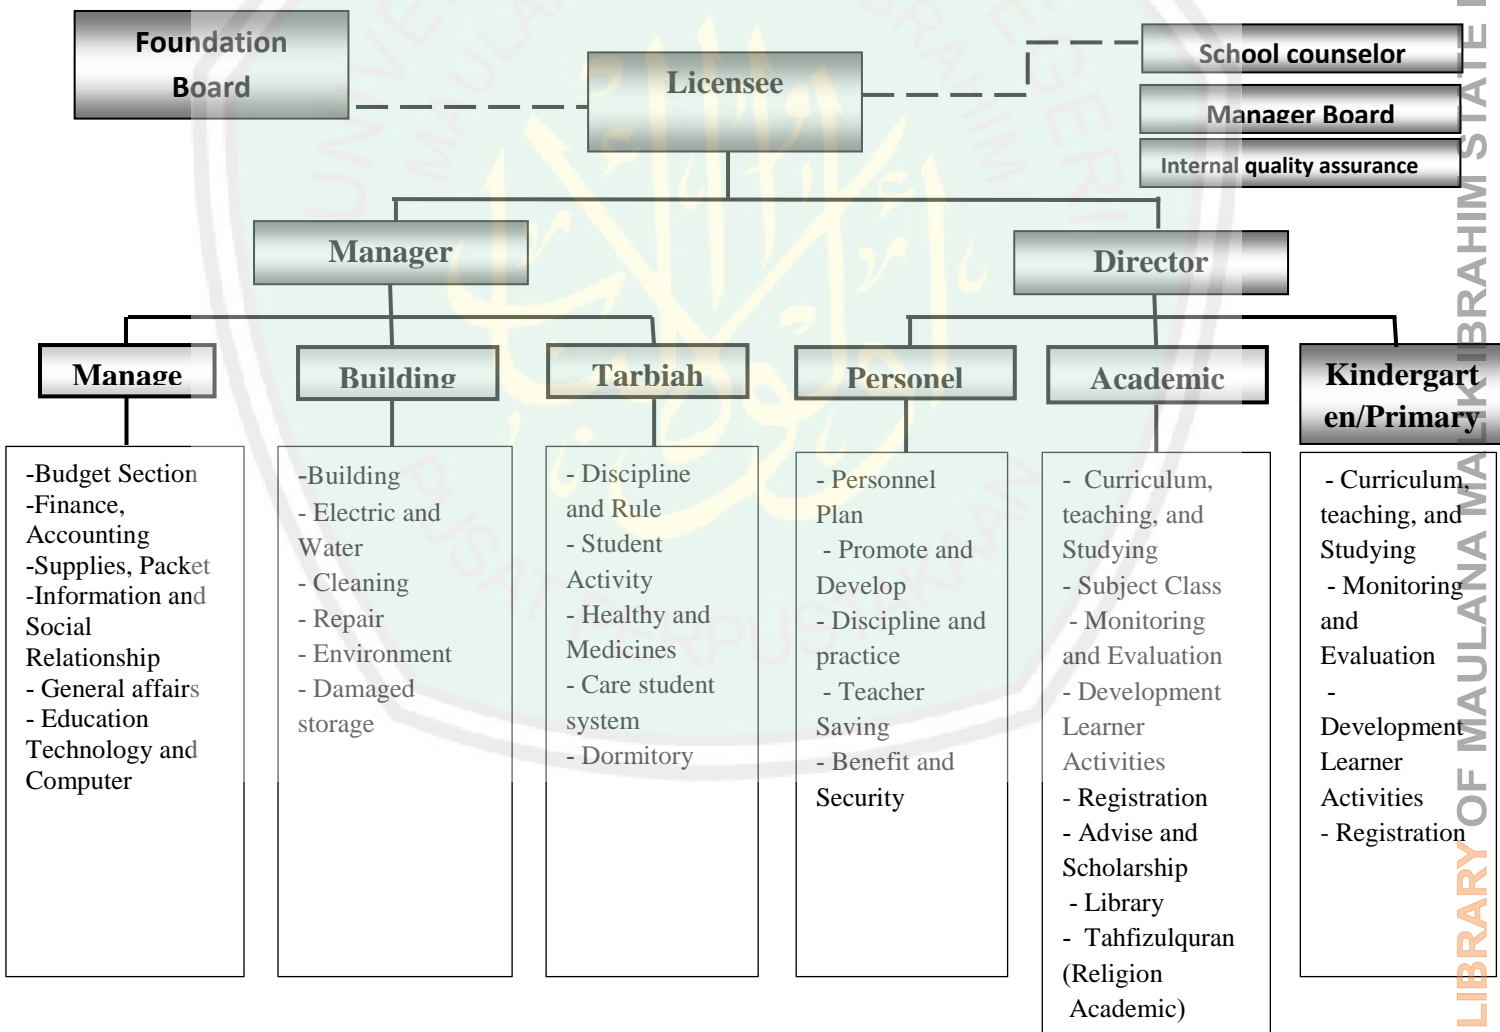 Foundation
Board
Licensee
School counselor
Manager Board
Internal quality assurance
Manager
Director
Manage
Building
Tarbiah
Personel
Academic
Kindergart
en/Primary
-Budget Section
-Finance,
Accounting
-Supplies, Packet
-Information and
Social
Relationship
- General affairs
- Education
Technology and
Computer
-Building
- Electric and
Water
- Cleaning
- Repair
- Environment
- Damaged
storage
- Discipline
and Rule
- Student
Activity
- Healthy and
Medicines
- Care student
system
- Dormitory
- Personnel
Plan
- Promote and
Develop
- Discipline and
practice
- Teacher
Saving
- Benefit and
Security
- Curriculum,
teaching, and
Studying
- Subject Class
- Monitoring
and Evaluation
- Development
Learner
Activities
- Registration
- Advise and
Scholarship
- Library
- Tahfizulquran
(Religion
Academic)
- Curriculum,
teaching, and
Studying
- Monitoring
and
Evaluation
-
Development
Learner
Activities
- Registration
LIBRARY OF MAULANA MALIK IBRAHIM STATE
PUSAT PERPUSTAKAAN